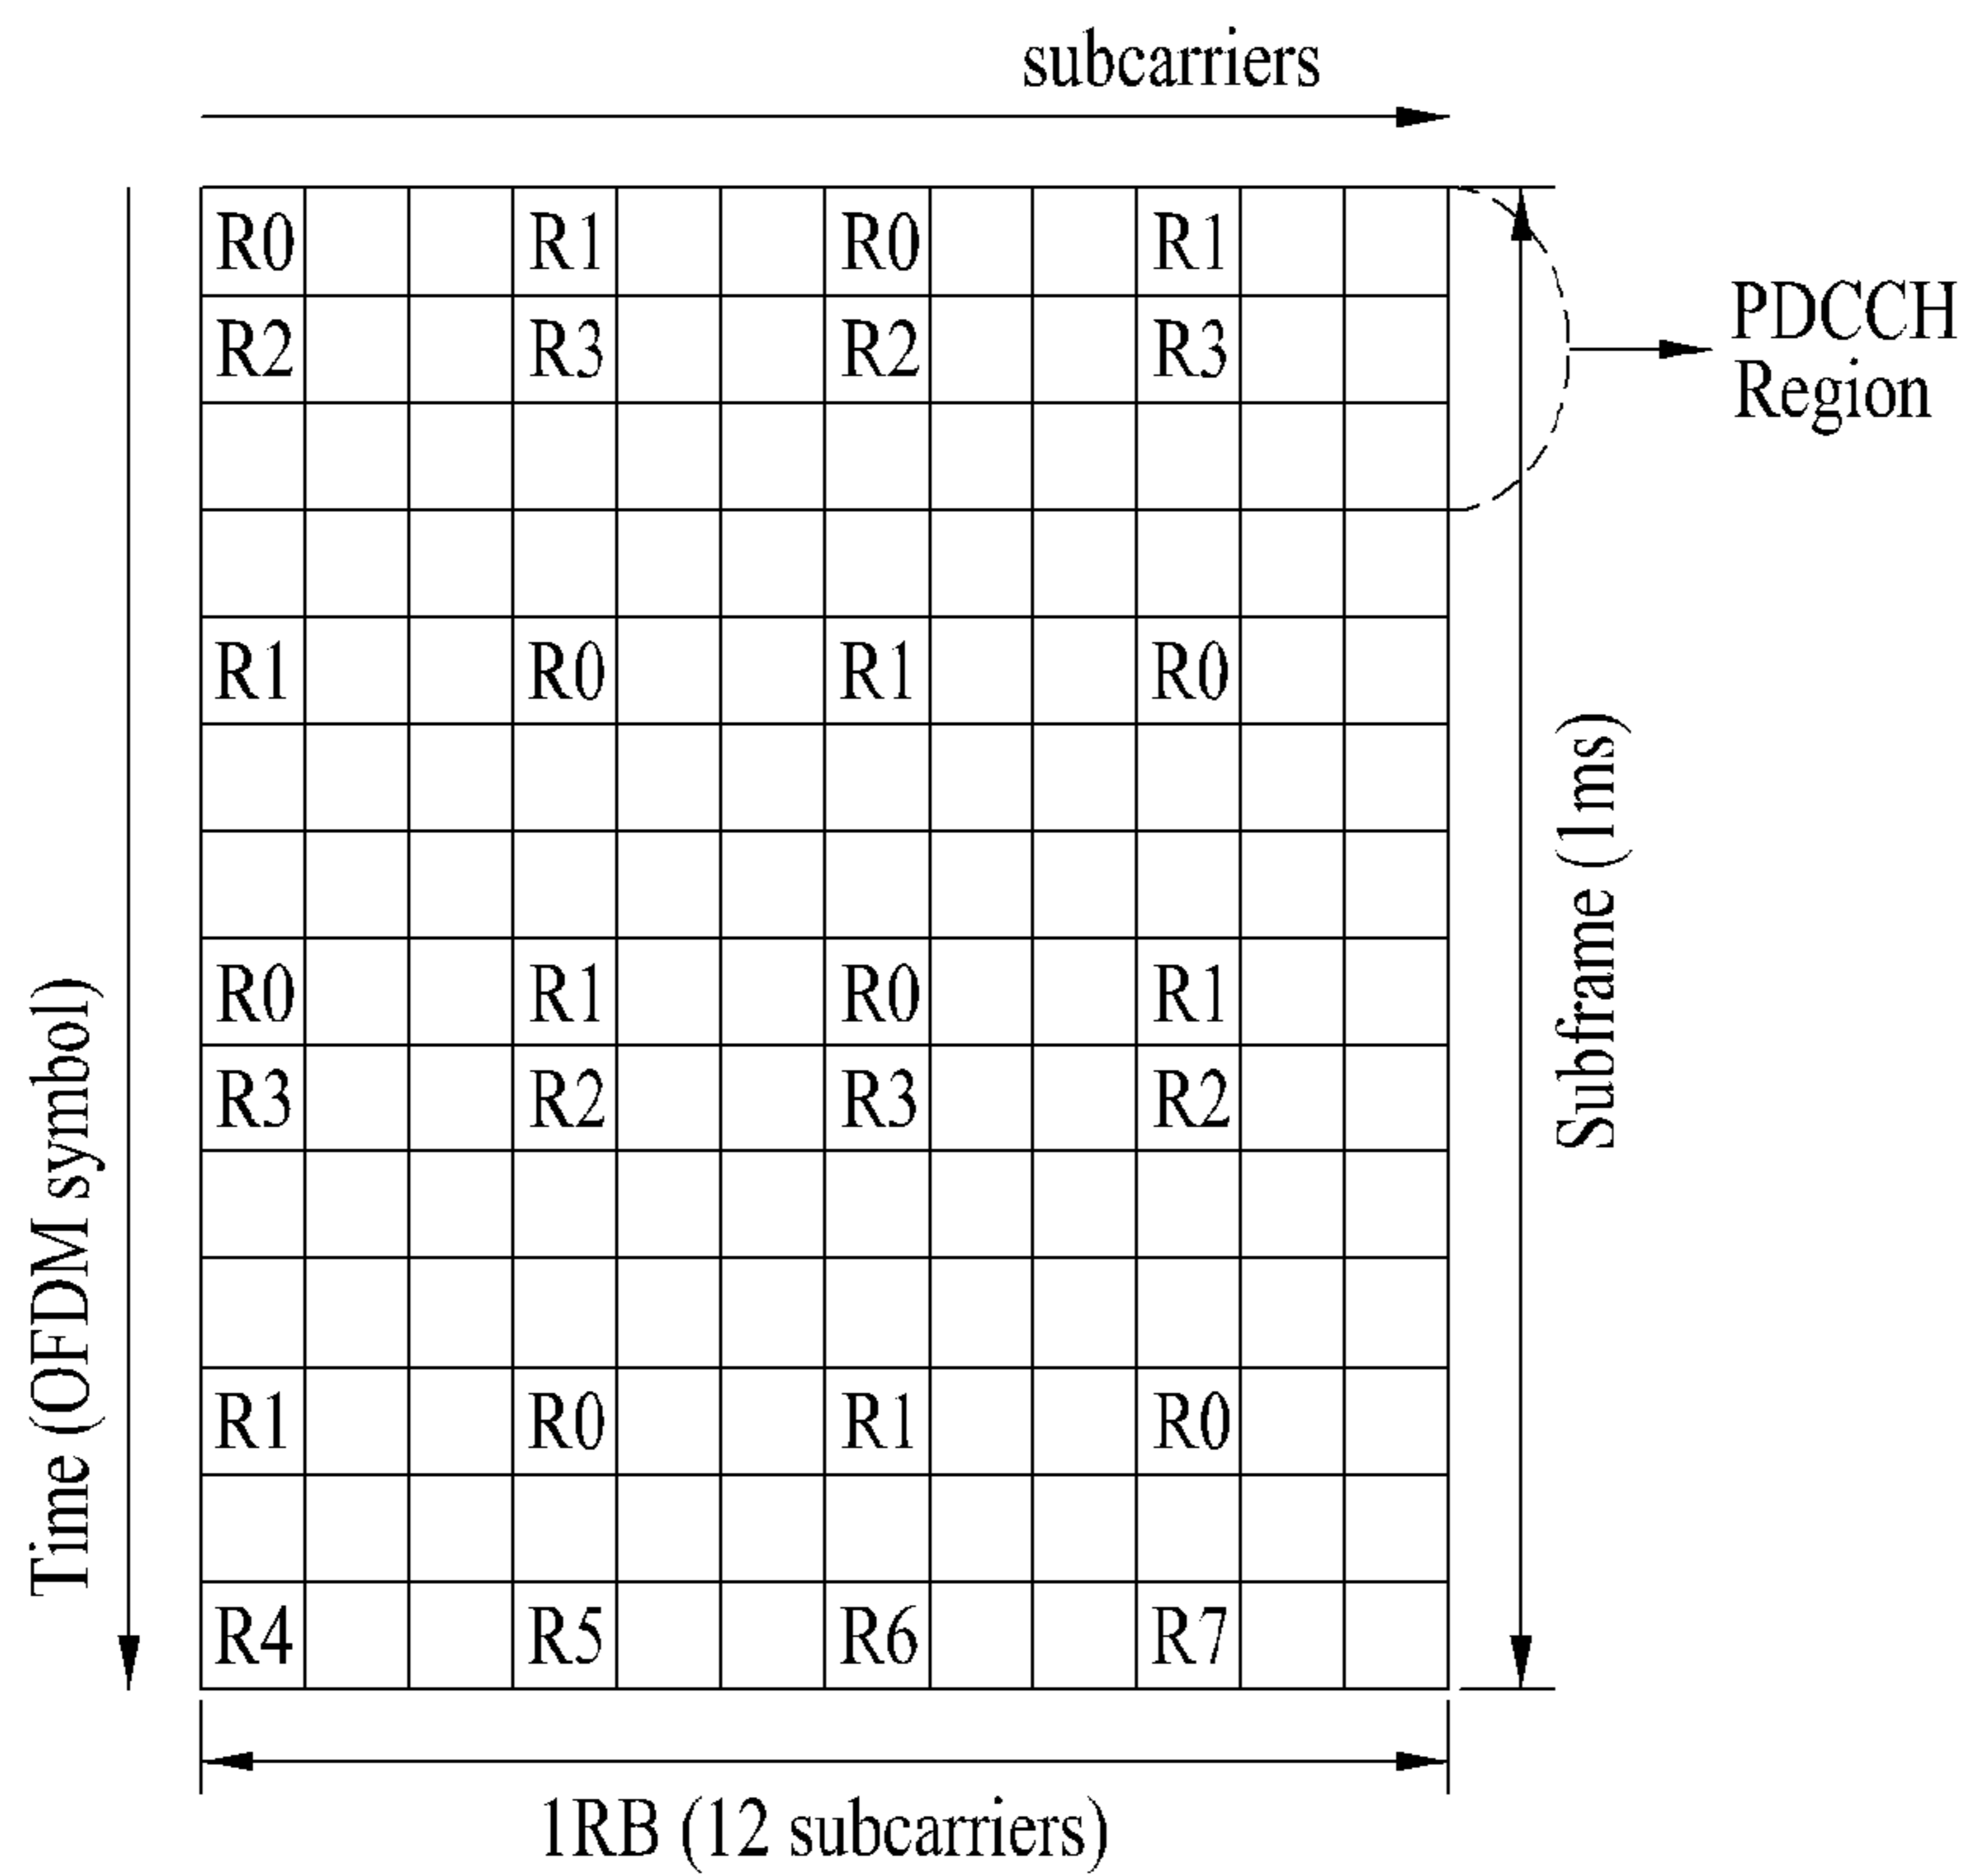 subcarriers
R0 R1 R0 R1
R2 R3 R2 R3
PDCCH
Region
R1 R0 R1 R0
R0 R1 R0 R1
R3 R2 R3 R2
R1 R0 R1 R0
R4 R5 R6 R7
Time (OFDM symbol)
Subframe (1ms)
1RB (12 subcarriers)